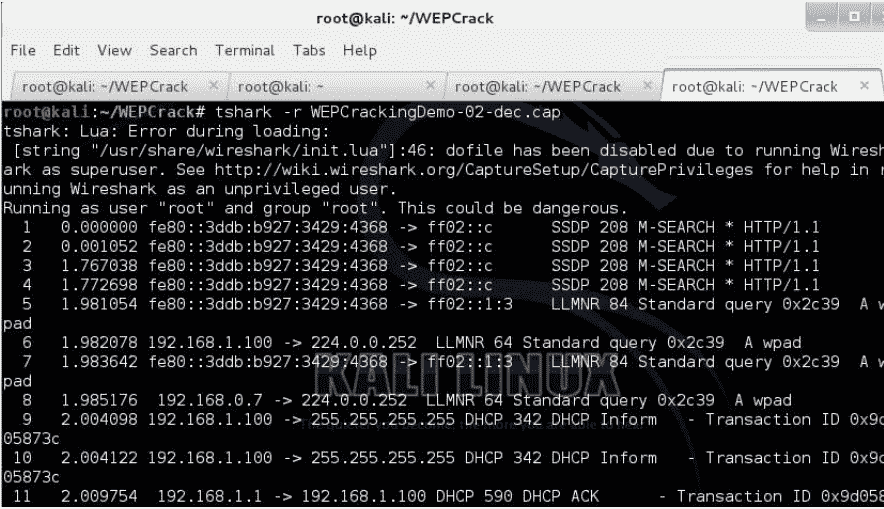 root@kali: ~/WEPCrack
File Edit View Search Terminal Tabs Help
root@kali: ~/WEPCrack × root@kali: ~ × root@kali: ~/WEPCrack × root@kali: ~/WEPCrack ×
root@kali:~/WEPCrack# tshark -r WEPCrackingDemo-02-dec.cap
tshark: Lua: Error during loading:
[string "/usr/share/wireshark/init.lua"]:46: dofile has been disabled due to running Wiresh
ark as superuser. See http://wiki.wireshark.org/CaptureSetup/CapturePrivileges for help in r
unning Wireshark as an unprivileged user.
Running as user "root" and group "root". This could be dangerous.
1 0.000000 fe80::3ddb:b927:3429:4368 -> ff02::c SSDP 208 M-SEARCH * HTTP/1.1
2 0.001052 fe80::3ddb:b927:3429:4368 -> ff02::c SSDP 208 M-SEARCH * HTTP/1.1
3 1.767038 fe80::3ddb:b927:3429:4368 -> ff02::c SSDP 208 M-SEARCH * HTTP/1.1
4 1.772698 fe80::3ddb:b927:3429:4368 -> ff02::c SSDP 208 M-SEARCH * HTTP/1.1
5 1.981054 fe80::3ddb:b927:3429:4368 -> ff02::1:3 LLMNR 84 Standard query 0x2c39 A w
pad
6 1.982078 192.168.1.100 -> 224.0.0.252 LLMNR 64 Standard query 0x2c39 A wpad
7 1.983642 fe80::3ddb:b927:3429:4368 -> ff02::1:3 LLMNR 84 Standard query 0x2c39 A w
pad
KALI LINUX
8 1.985176 192.168.0.7 -> 224.0.0.252 LLMNR 64 Standard query 0x2c39 A wpad
9 2.004098 192.168.1.100 -> 255.255.255.255 DHCP 342 DHCP Inform - Transaction ID 0x9d
05873c
10 2.004122 192.168.1.100 -> 255.255.255.255 DHCP 342 DHCP Inform - Transaction ID 0x9d
05873c
11 2.009754 192.168.1.1 -> 192.168.1.100 DHCP 590 DHCP ACK - Transaction ID 0x9d058